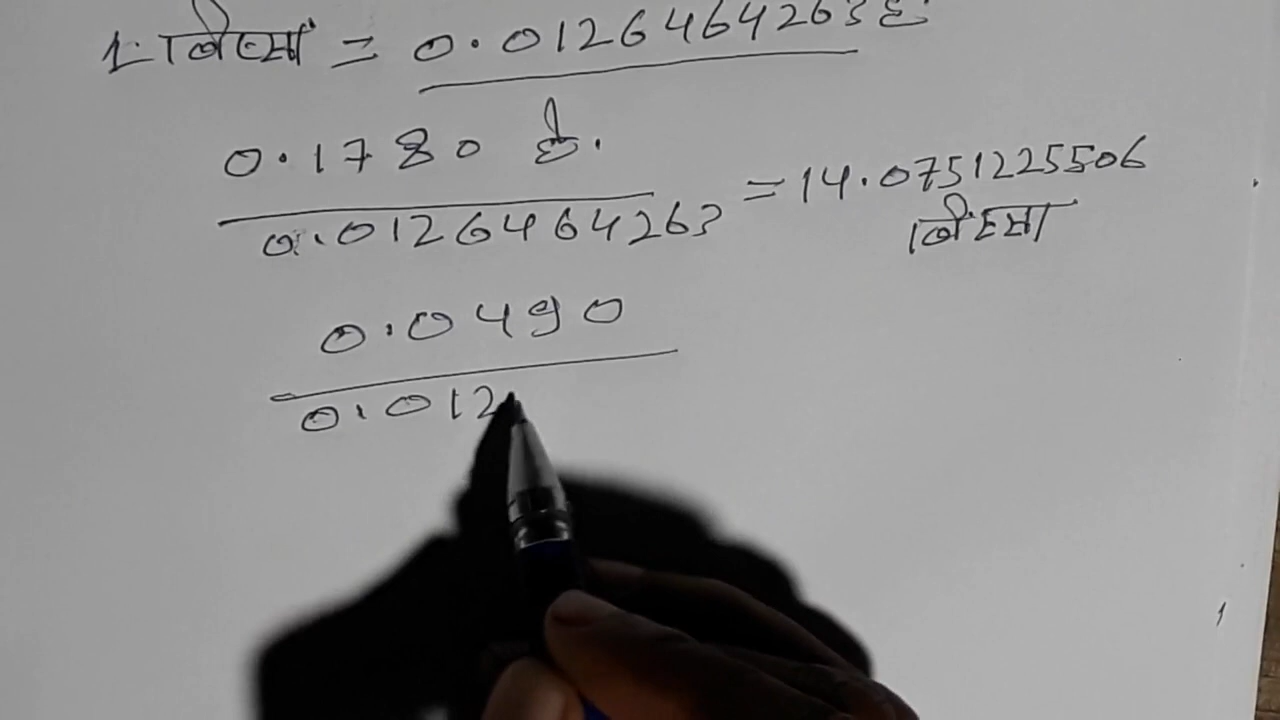 1. बिस्सा = 0.0126464263 हे.
0.1780 हे.
0.0126464263
= 14.0751225506
बिस्सा
0.0490
0.012